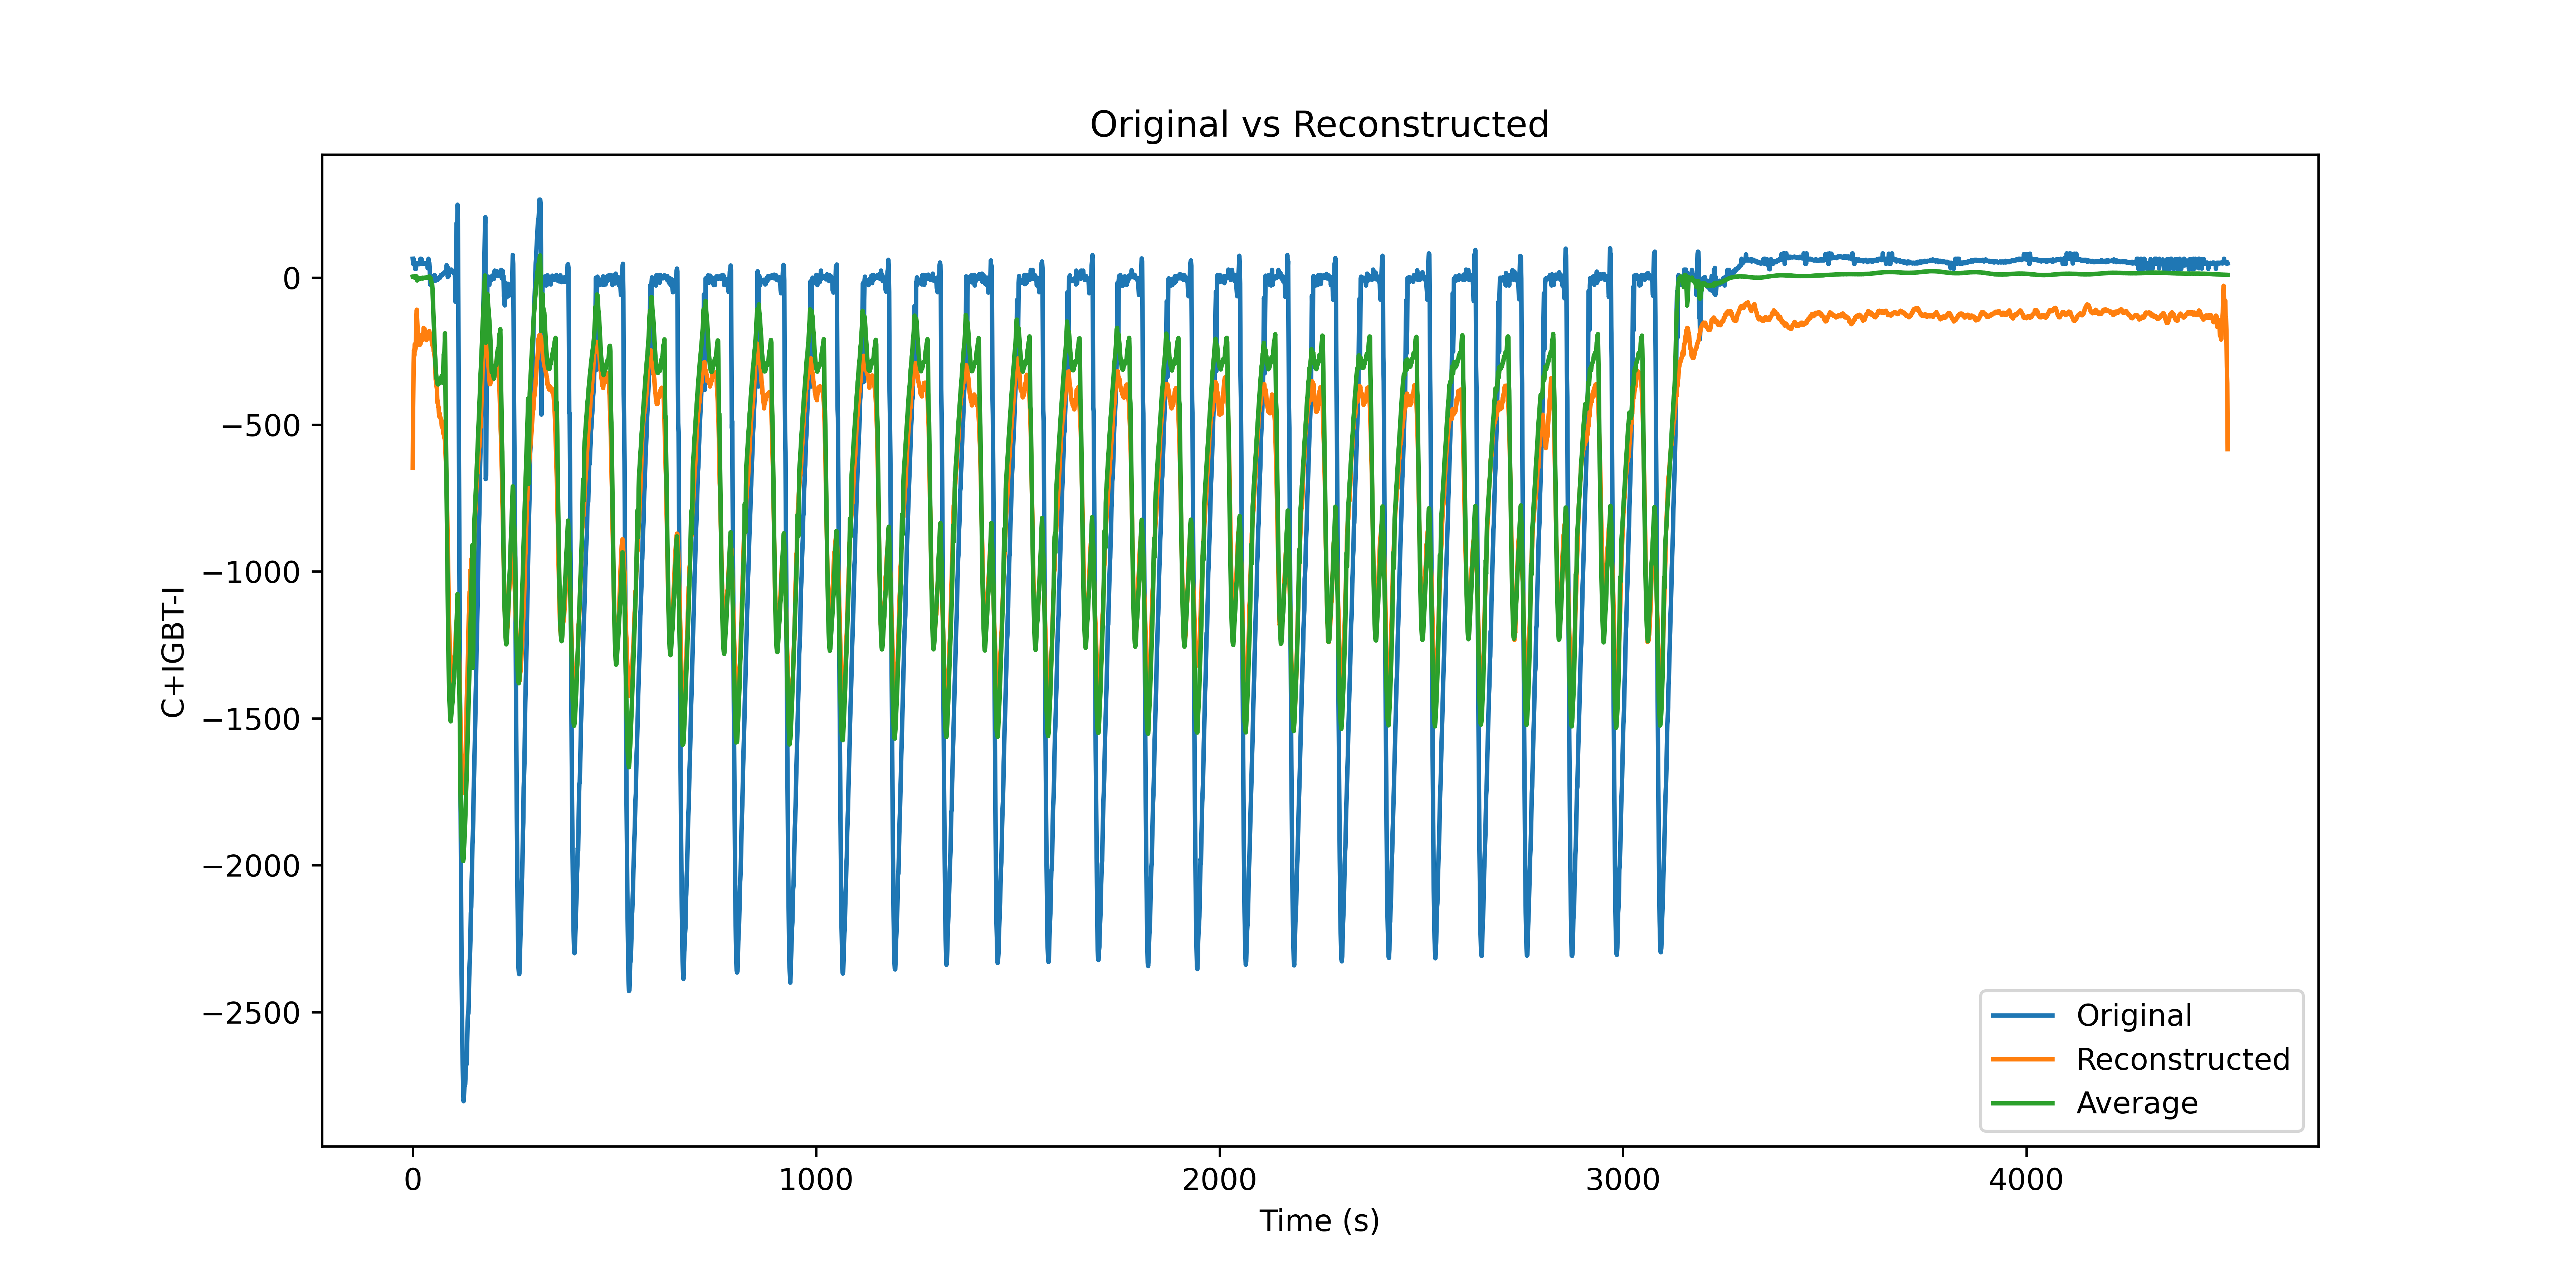 Original vs Reconstructed
C+IGBT-I
0
−500
−1000
−1500
−2000
−2500
0
1000
2000
3000
4000
Time (s)
Original
Reconstructed
Average